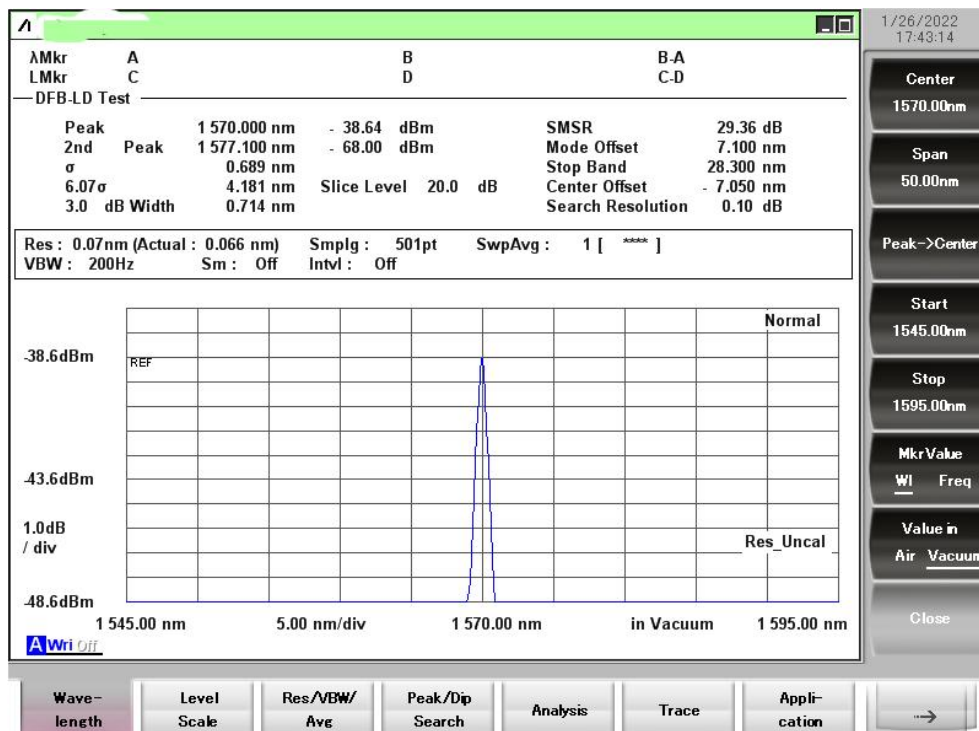 1/26/2022
17:43:14
λMkr A B B-A
LMkr C D C-D
DFB-LD Test
Peak 1 570.000 nm - 38.64 dBm SMSR 29.36 dB
2nd Peak 1 577.100 nm - 68.00 dBm Mode Offset 7.100 nm
σ 0.689 nm Stop Band 28.300 nm
6.07σ 4.181 nm Slice Level 20.0 dB Center Offset - 7.050 nm
3.0 dB Width 0.714 nm Search Resolution 0.10 dB
Res : 0.07nm (Actual : 0.066 nm) Smplg : 501pt SwpAvg : 1 [ **** ]
VBW : 200Hz Sm : Off Intvl : Off
Normal
-38.6dBm
REF
-43.6dBm
1.0dB
/ div
Res_Uncal
-48.6dBm
1 545.00 nm 5.00 nm/div 1 570.00 nm in Vacuum 1 595.00 nm
A Wri Off
Center
1570.00nm
Span
50.00nm
Peak->Center
Start
1545.00nm
Stop
1595.00nm
Mkr Value
Wl Freq
Value in
Air Vacuum
Close
Wave-
length
Level
Scale
Res/VBW/
Avg
Peak/Dip
Search
Analysis
Trace
Appli-
cation